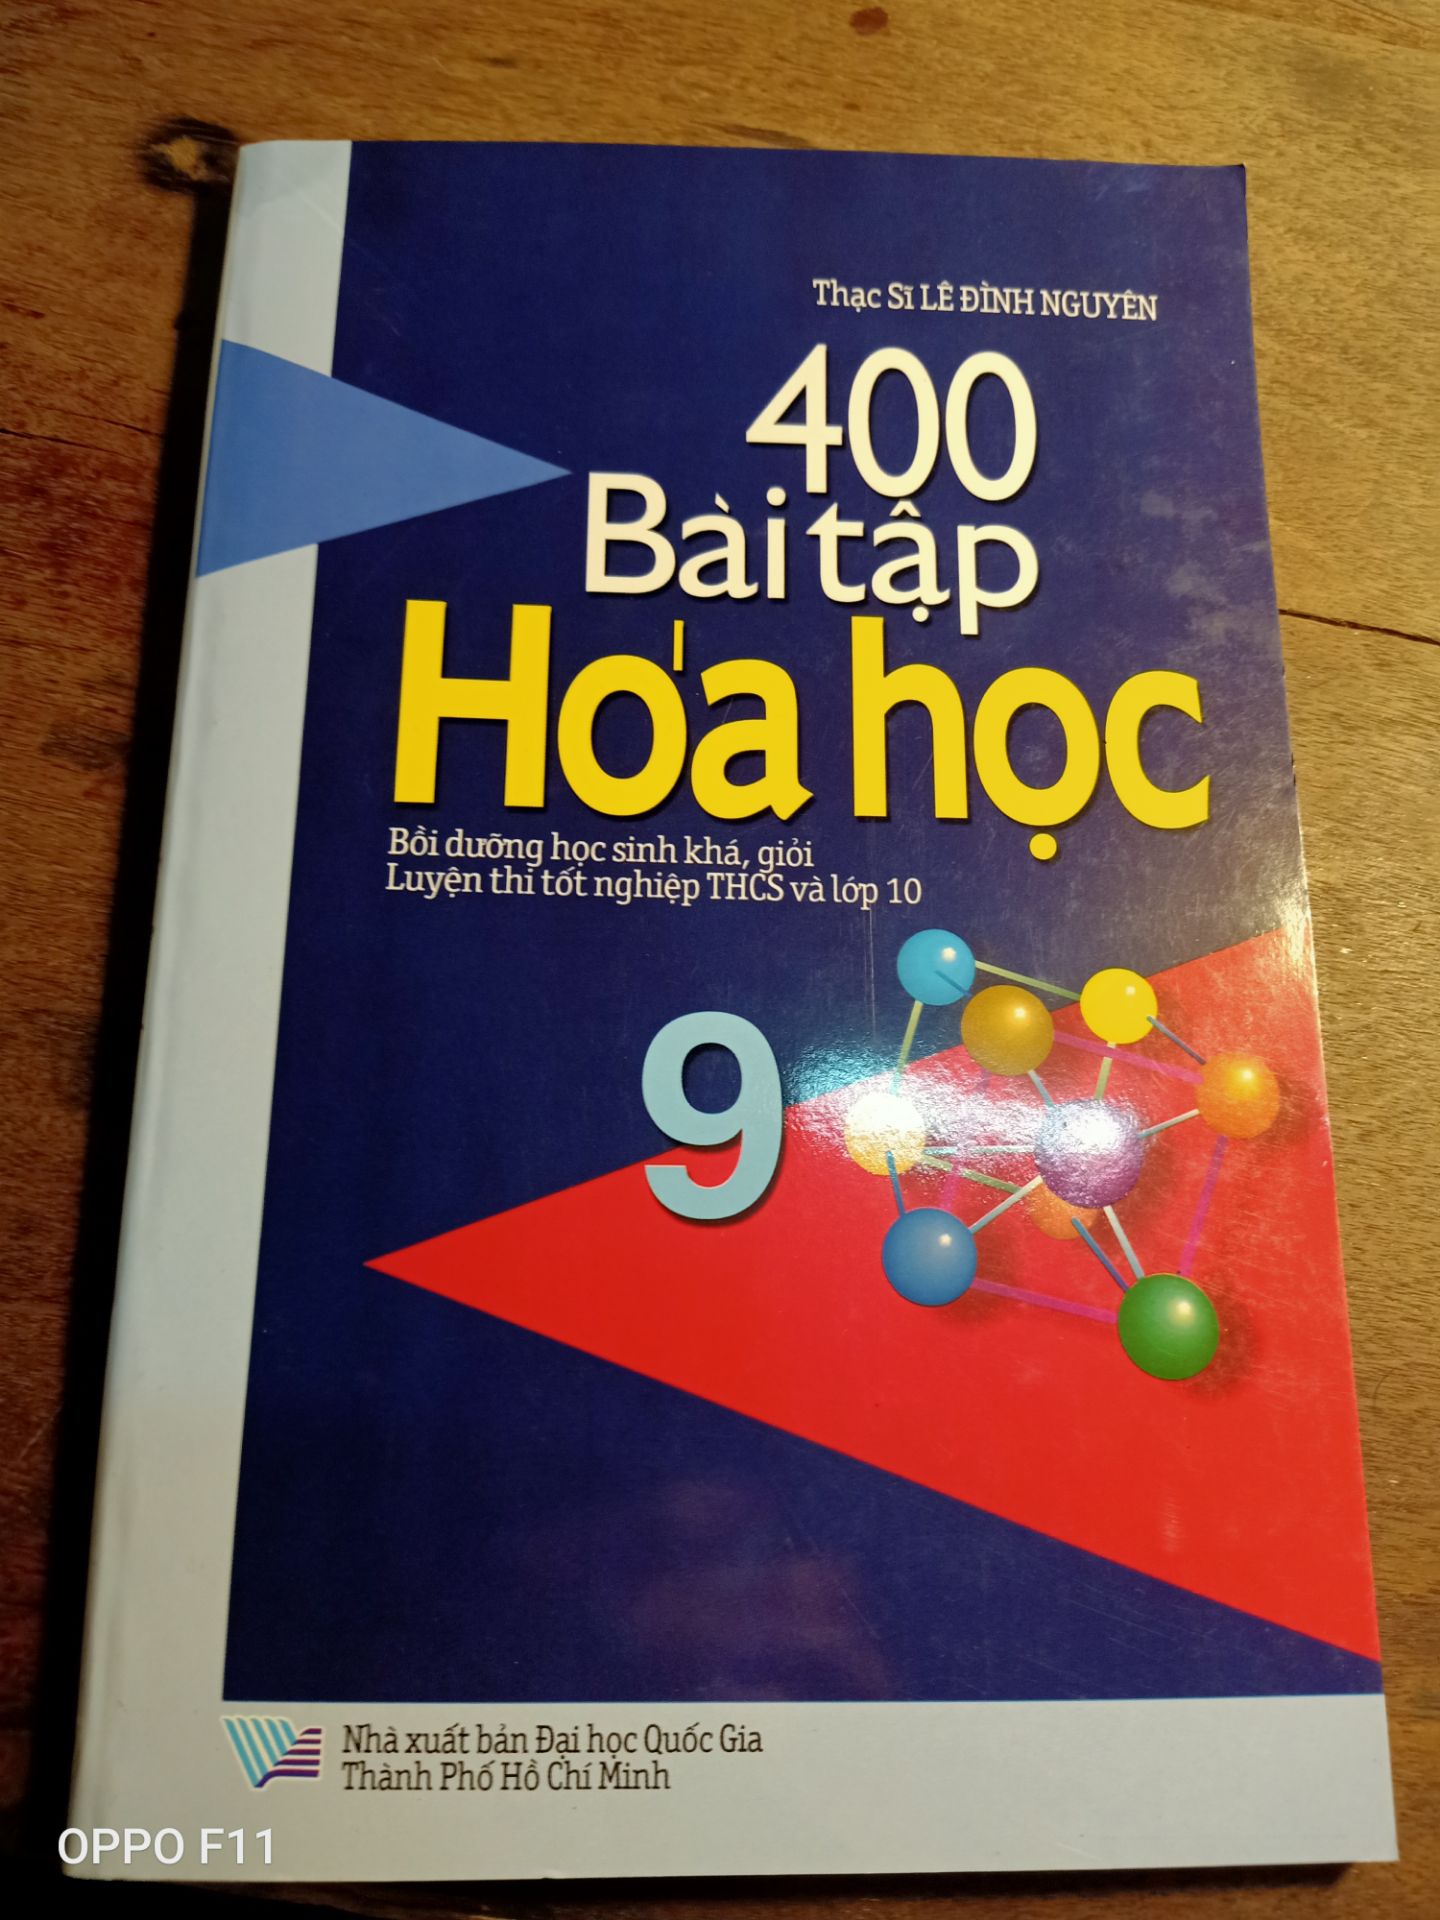 Thạc Sĩ LÊ ĐÌNH NGUYÊN
400
Bài tập
Hóa học
Bồi dưỡng học sinh khá, giỏi
Luyện thi tốt nghiệp THCS và lớp 10
9
Nhà xuất bản Đại học Quốc Gia
Thành Phố Hồ Chí Minh
OPPO F11